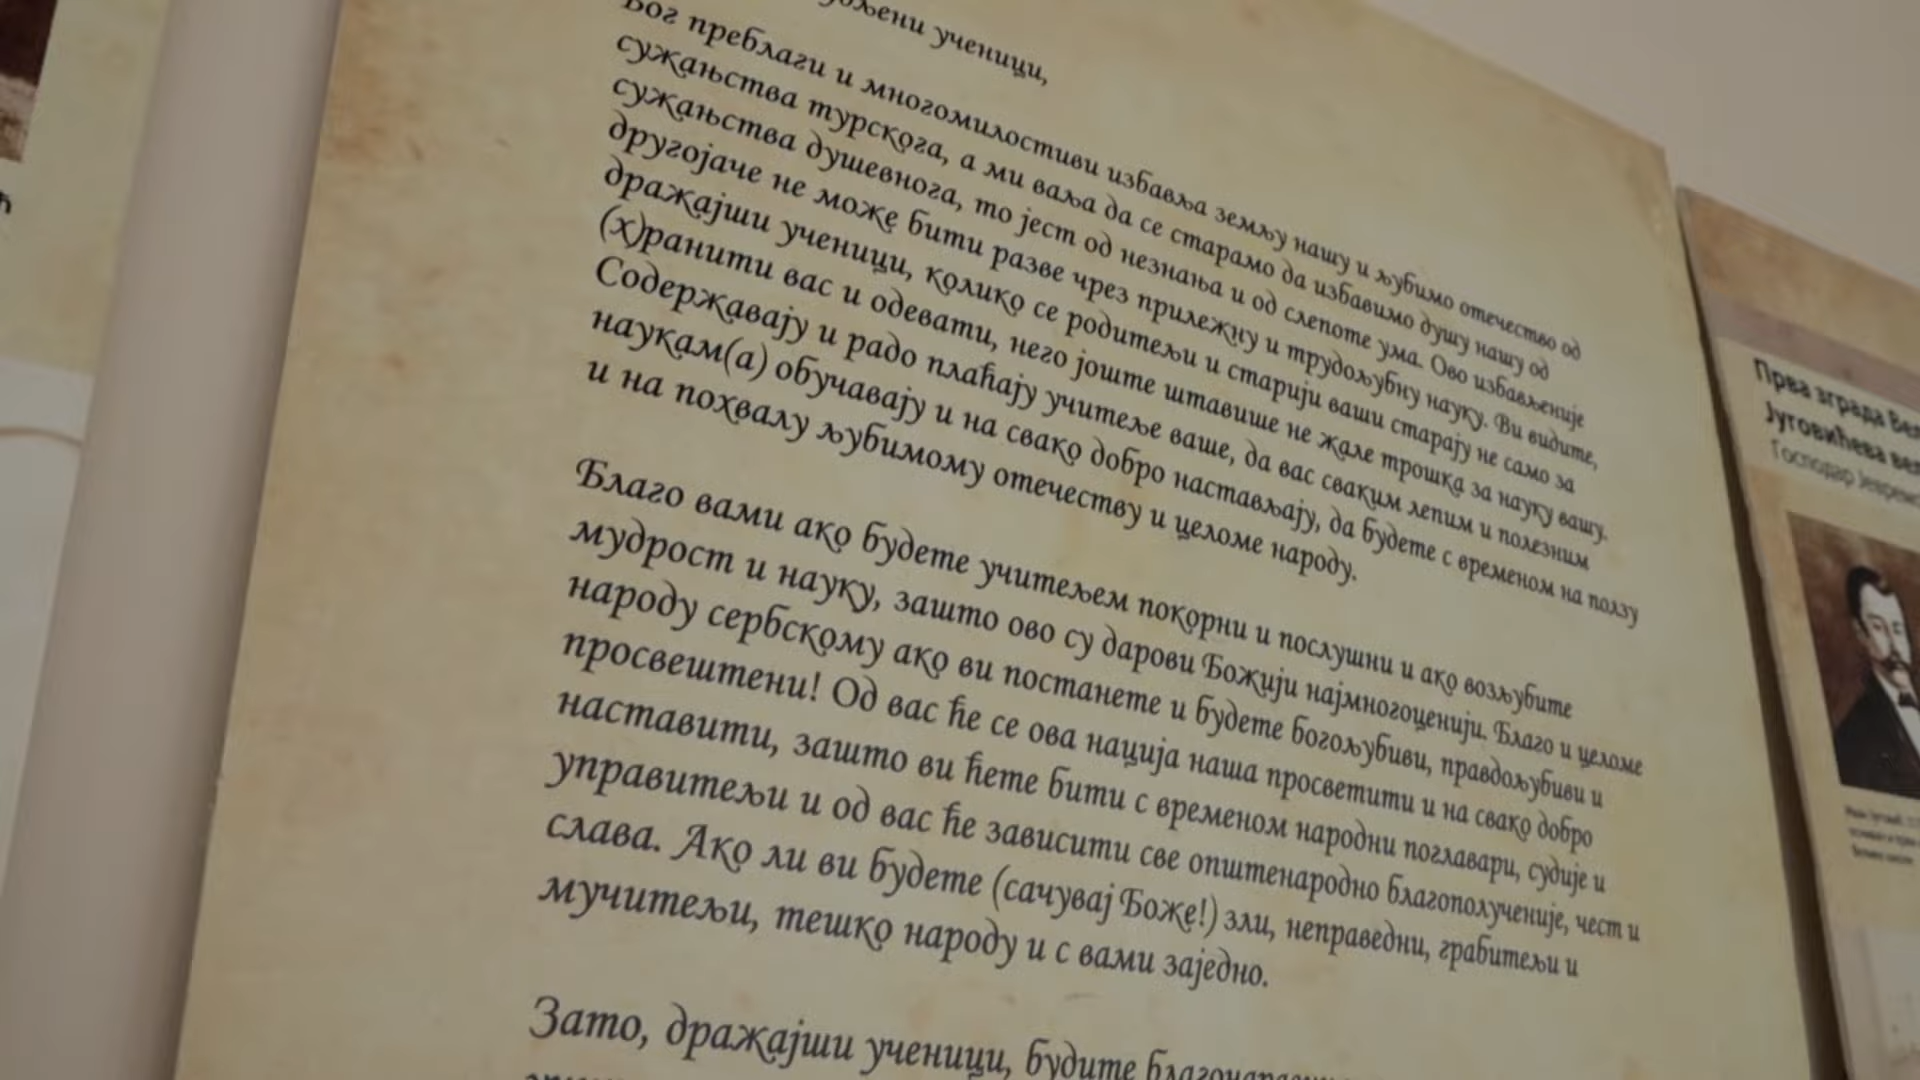 ученици,
Бог преблаги и многомилостиви избавља земљу нашу и љубимо отечество од
сужањства турскога, а ми ваља да се старамо да избавимо душу нашу од
сужањства душевнога, то јест од незнања и од слепоте ума. Ово избављеније
другојаче не може бити разве чрез прилежну и трудољубну науку. Ви видите,
дражајши ученици, колико се родитељи и старији ваши старају не само за
(х)ранити вас и одевати, него јоште штавише не жале трошка за науку вашу.
Содержавају и радо плаћају учитеље ваше, да вас сваким лепим и полезним
наукам(а) обучавају и на свако добро настављају, да будете с временом на ползу
и на похвалу љубимому отечеству и целоме народу.
Благо вами ако будете учитељем покорни и послушни и ако возљубите
мудрост и науку, зашто ово су дарови Божији најмногоценији. Благо и целоме
народу сербскому ако ви постанете и будете богољубиви, правдољубиви и
просвештени! Од вас ће се ова нација наша просветити и на свако добро
наставити, зашто ви ћете бити с временом народни поглавари, судије и
управитељи и од вас ће зависити све општенародно благополученије, чест и
слава. Ако ли ви будете (сачувај Боже!) зли, неправедни, грабитељи и
мучитељи, тешко народу и с вами заједно.
Зато, дражајши ученици, будите
Прва зграда
Југовићева
Господар